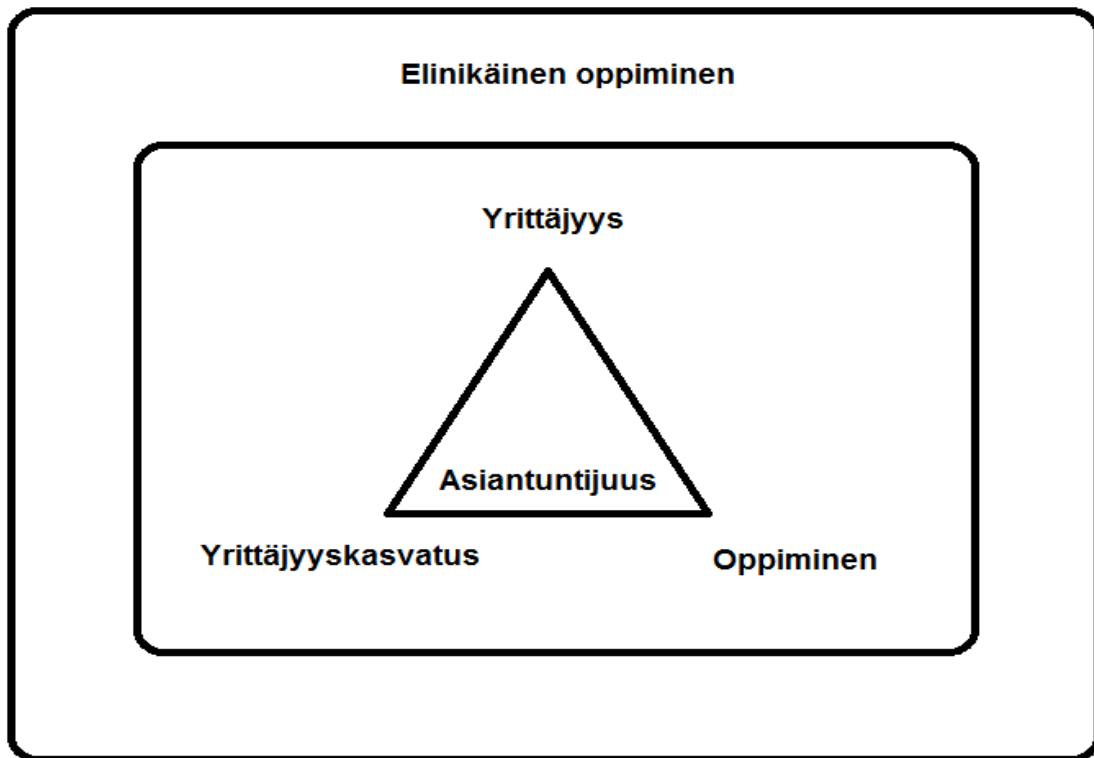 Elinikäinen oppiminen
Yrittäjyys
Asiantuntijuus
Yrittäjyyskasvatus
Oppiminen